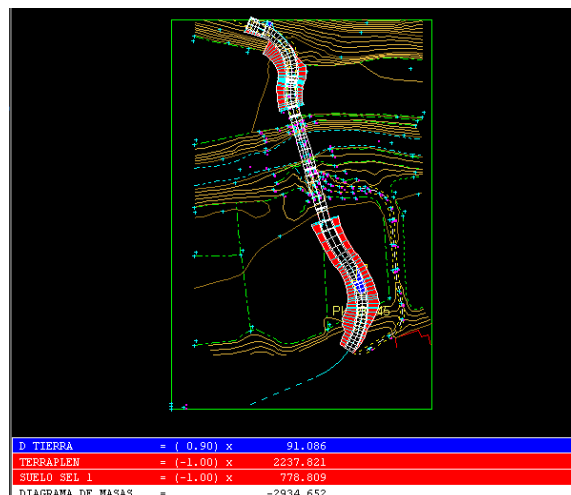 D TIERRA = ( 0.90) x 91.086
TERRAPLEN = (-1.00) x 2237.821
SUELO SEL 1 = (-1.00) x 778.809
DIAGRAMA DE MASAS = -2934.652